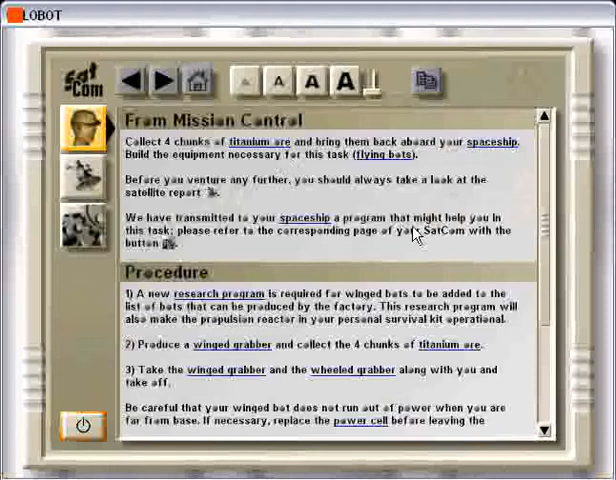 LOBOT
sat
Com
A A A A
From Mission Control
Collect 4 chunks of titanium ore and bring them back aboard your spaceship.
Build the equipment necessary for this task (flying bots).
Before you venture any further, you should always take a look at the
satellite report
We have transmitted to your spaceship a program that might help you in
this task; please refer to the corresponding page of your SatCom with the
button
Procedure
1) A new research program is required for winged bots to be added to the
list of bots that can be produced by the factory. This research program will
also make the propulsion reactor in your personal survival kit operational.
2) Produce a winged grabber and collect the 4 chunks of titanium ore.
3) Take the winged grabber and the wheeled grabber along with you and
take off.
Be careful that your winged bot does not run out of power when you are
far from base. If necessary, replace the power cell before leaving the